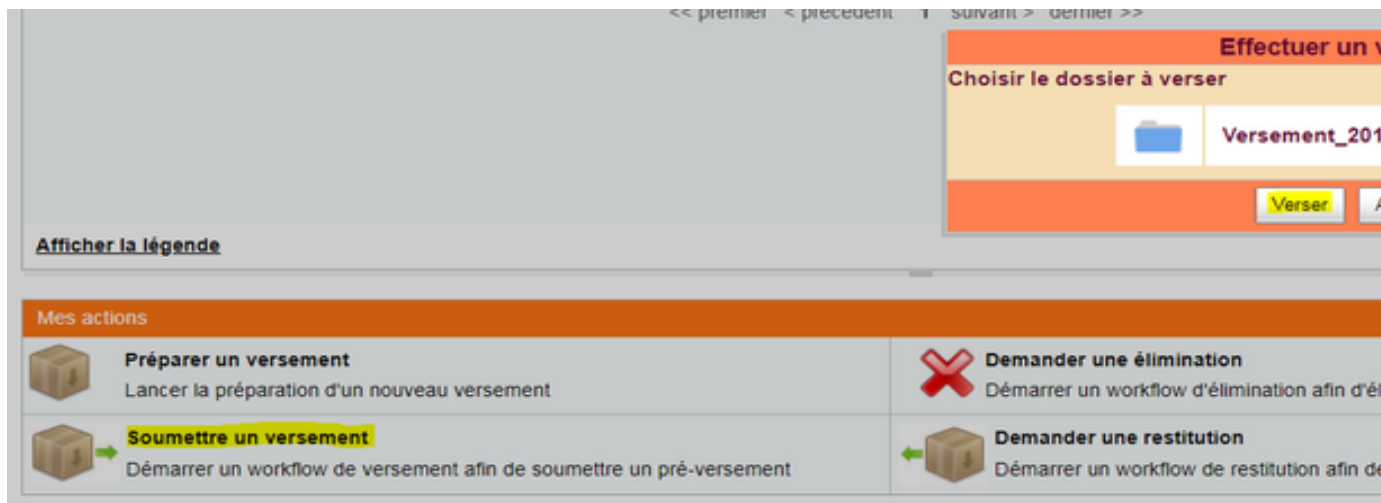 << premier < précédent 1 suivant > dernier >>
Effectuer un
Choisir le dossier à verser
Versement_201
Verser
Afficher la légende
Mes actions
Préparer un versement
Lancer la préparation d'un nouveau versement
Demander une élimination
Démarrer un workflow d'élimination afin d'él
Soumettre un versement
Démarrer un workflow de versement afin de soumettre un pré-versement
Demander une restitution
Démarrer un workflow de restitution afin de